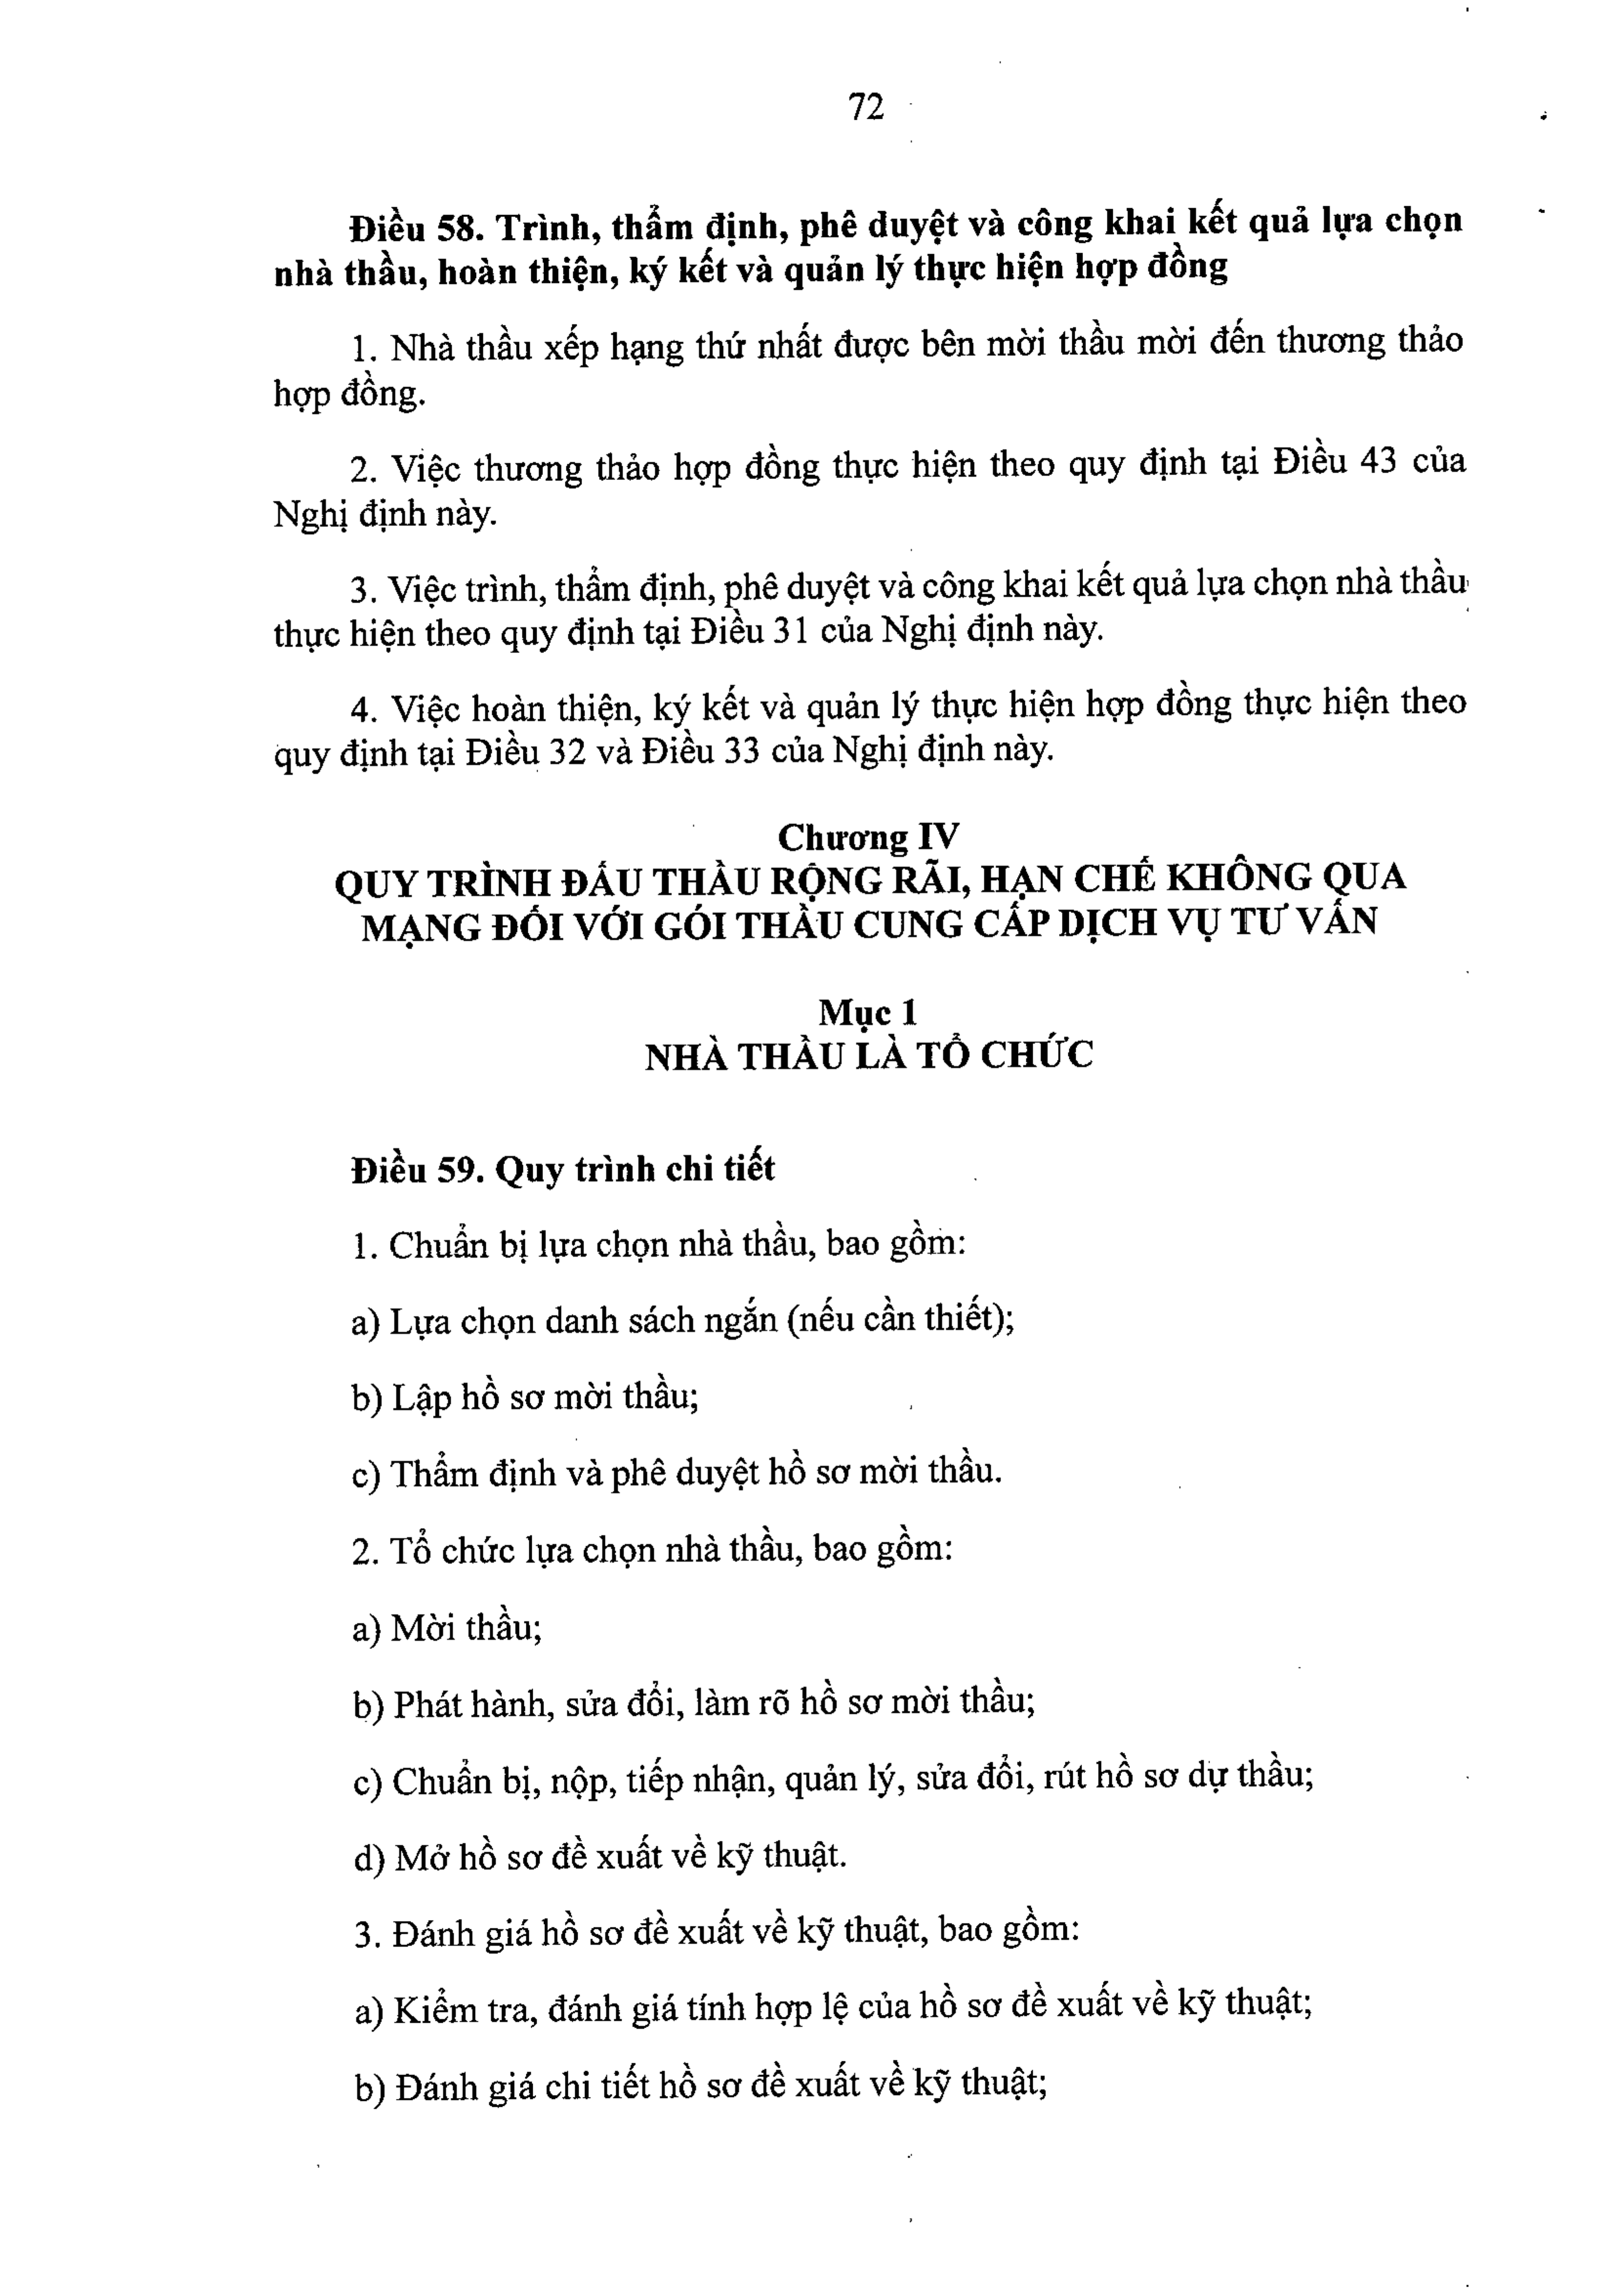 72
Điều 58. Trình, thẩm định, phê duyệt và công khai kết quả lựa chọn
nhà thầu, hoàn thiện, ký kết và quản lý thực hiện hợp đồng
1. Nhà thầu xếp hạng thứ nhất được bên mời thầu mời đến thương thảo
hợp đồng.
2. Việc thương thảo hợp đồng thực hiện theo quy định tại Điều 43 của
Nghị định này.
3. Việc trình, thẩm định, phê duyệt và công khai kết quả lựa chọn nhà thầu
thực hiện theo quy định tại Điều 31 của Nghị định này.
4. Việc hoàn thiện, ký kết và quản lý thực hiện hợp đồng thực hiện theo
quy định tại Điều 32 và Điều 33 của Nghị định này.
Chương IV
QUY TRÌNH ĐẤU THẦU RỘNG RÃI, HẠN CHẾ KHÔNG QUA
MẠNG ĐỐI VỚI GÓI THẦU CUNG CẤP DỊCH VỤ TƯ VẤN
Mục 1
NHÀ THẦU LÀ TỔ CHỨC
Điều 59. Quy trình chi tiết
1. Chuẩn bị lựa chọn nhà thầu, bao gồm:
a) Lựa chọn danh sách ngắn (nếu cần thiết);
b) Lập hồ sơ mời thầu;
c) Thẩm định và phê duyệt hồ sơ mời thầu.
2. Tổ chức lựa chọn nhà thầu, bao gồm:
a) Mời thầu;
b) Phát hành, sửa đổi, làm rõ hồ sơ mời thầu;
c) Chuẩn bị, nộp, tiếp nhận, quản lý, sửa đổi, rút hồ sơ dự thầu;
d) Mở hồ sơ đề xuất về kỹ thuật.
3. Đánh giá hồ sơ đề xuất về kỹ thuật, bao gồm:
a) Kiểm tra, đánh giá tính hợp lệ của hồ sơ đề xuất về kỹ thuật;
b) Đánh giá chi tiết hồ sơ đề xuất về kỹ thuật;